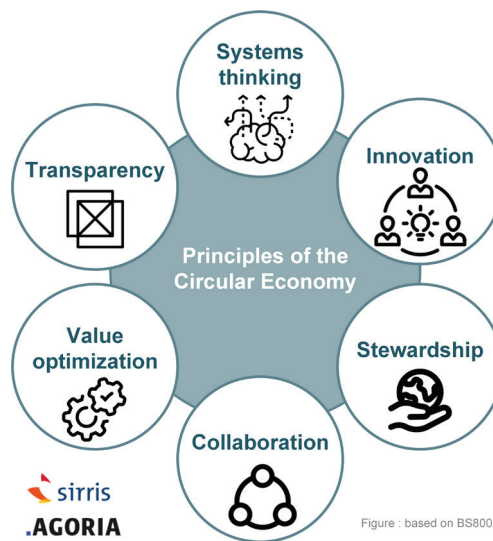 Systems
thinking
Innovation
Transparency
Principles of the
Circular Economy
Value
optimization
Stewardship
Collaboration
sirris
.AGORIA
Figure : based on BS800